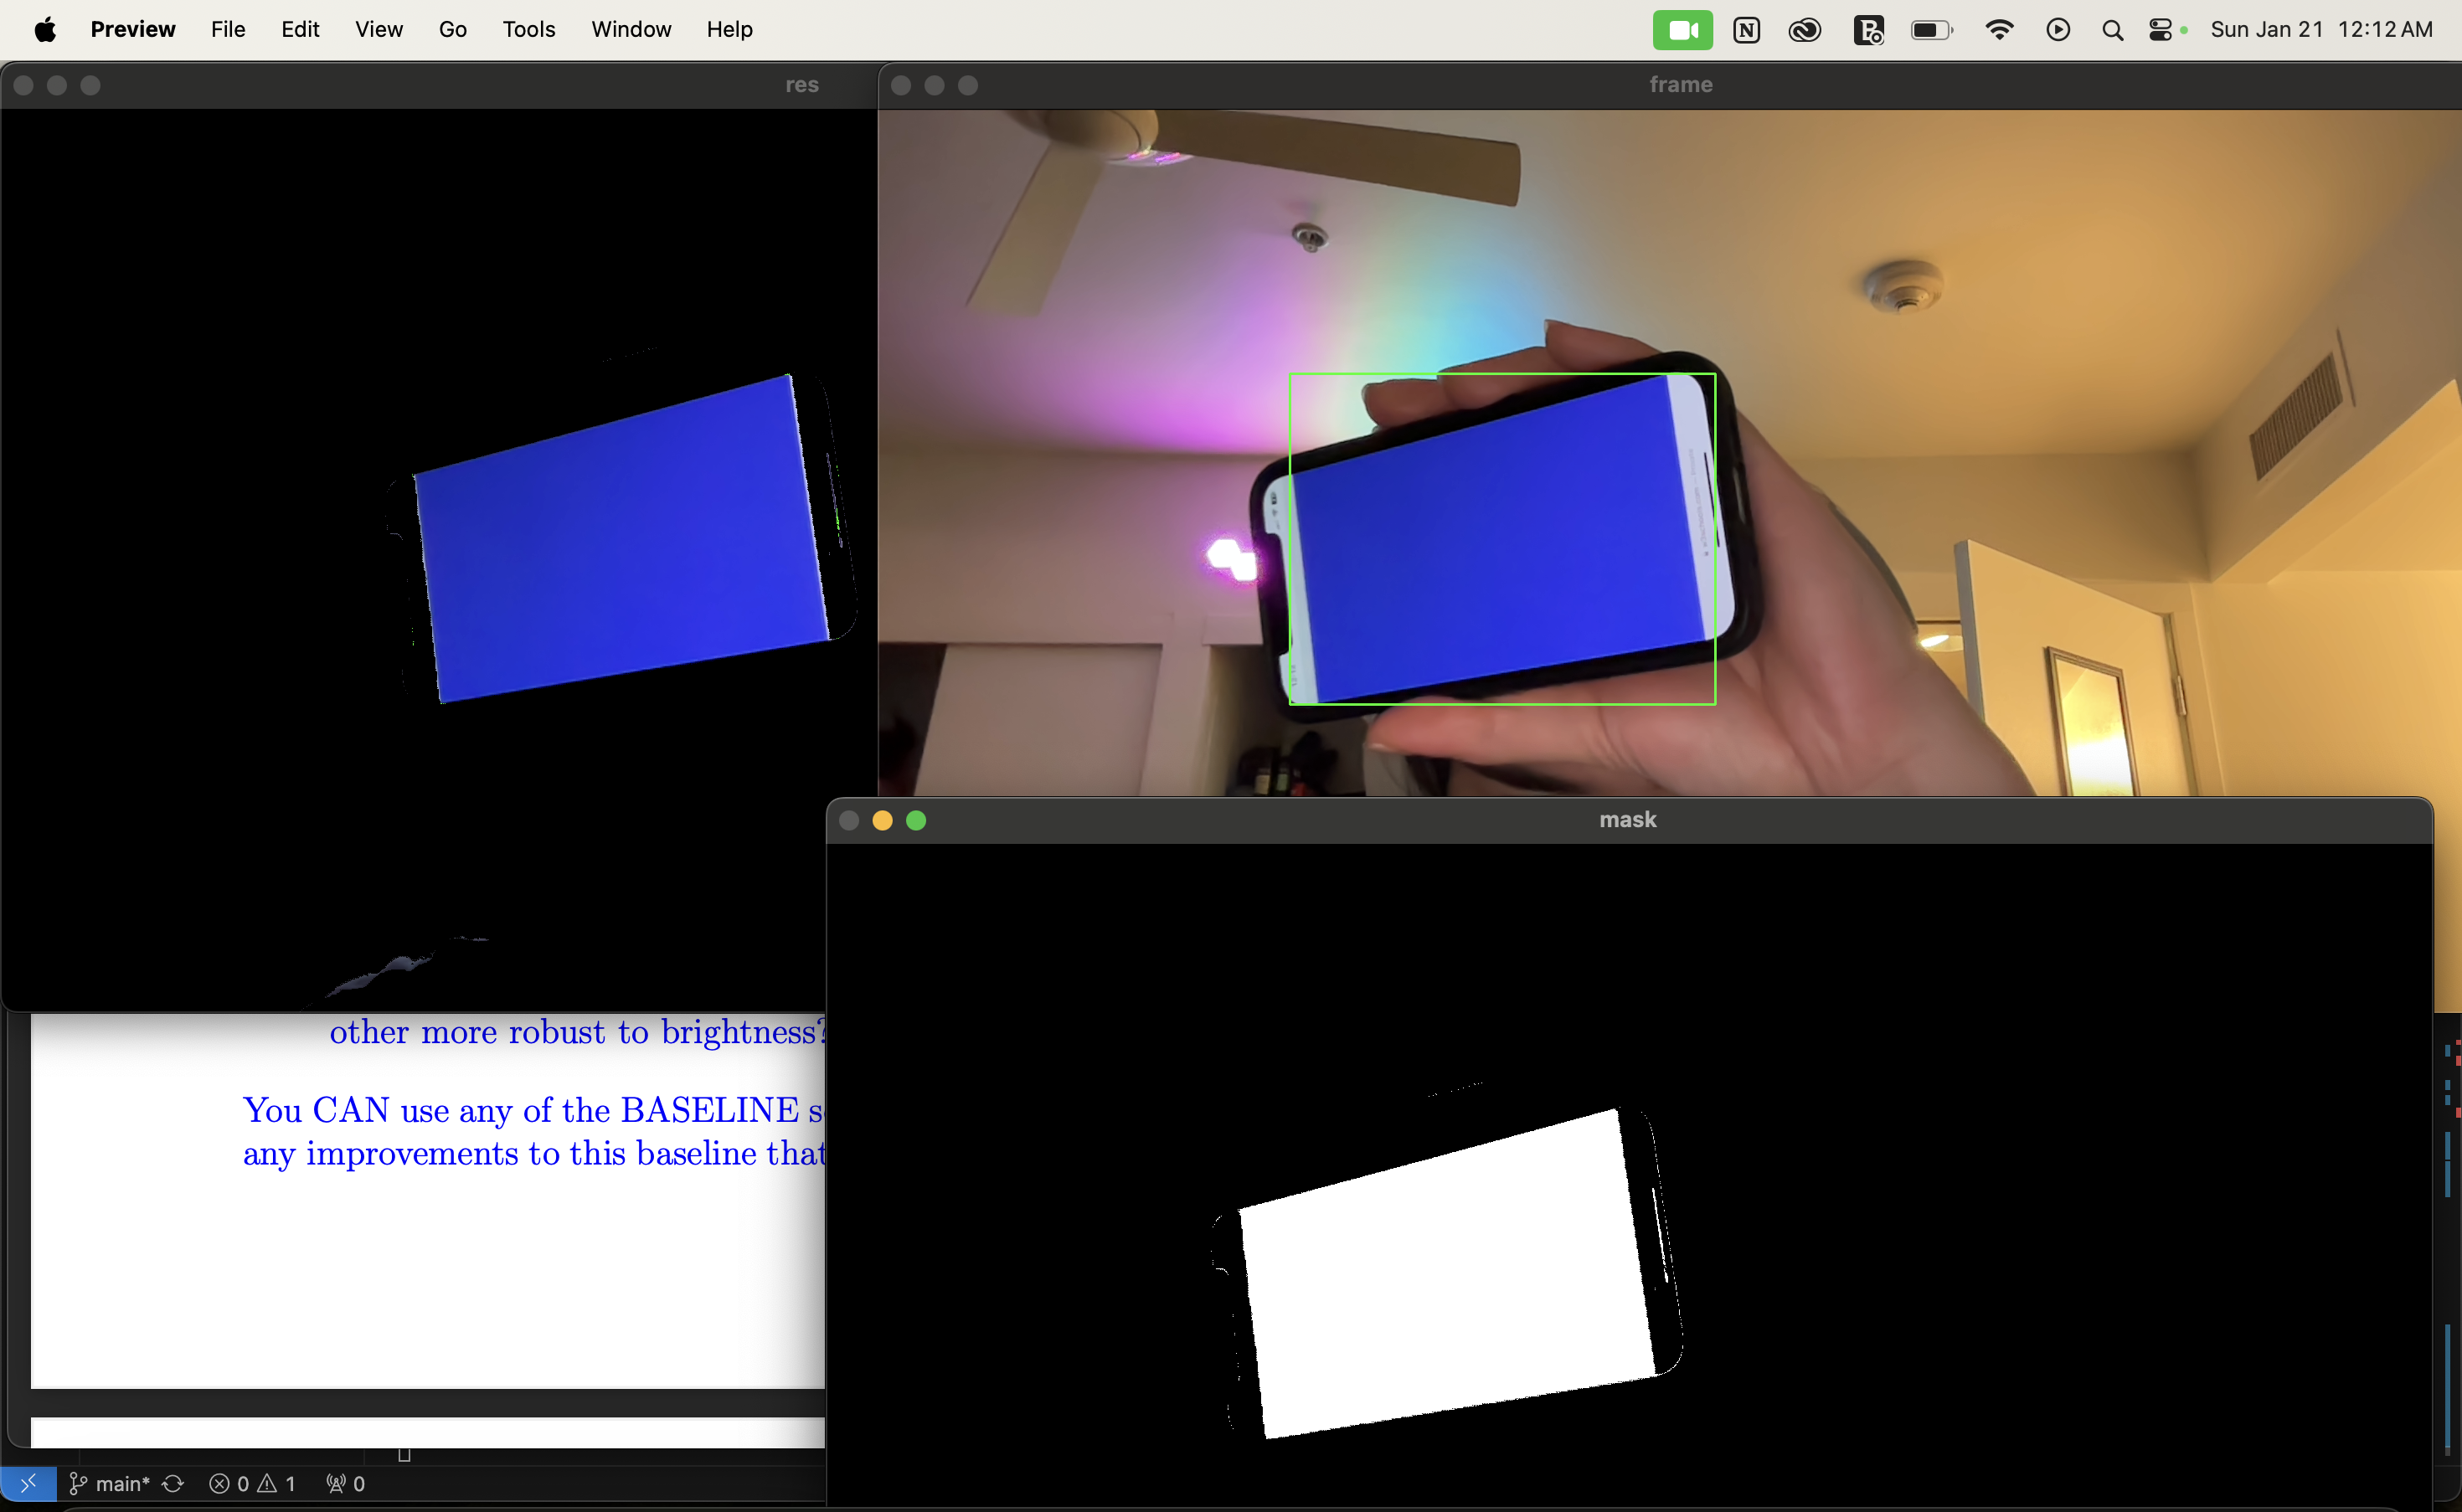 Preview File Edit View Go Tools Window Help Sun Jan 21 12:12 AM
res
frame
mask
other more robust to brightness?
You CAN use any of the BASELINE
any improvements to this baseline that
main* 0 1 0